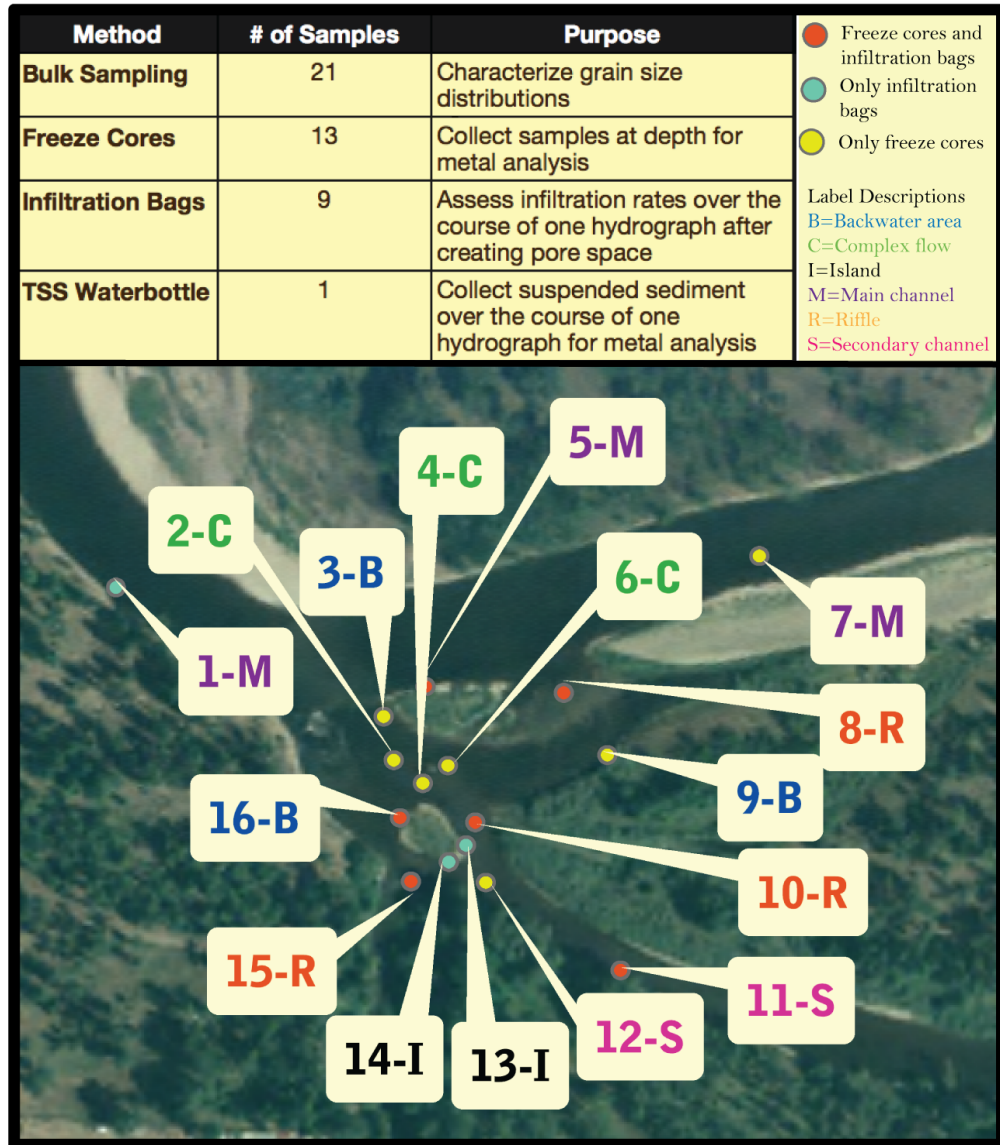 Method # of Samples Purpose
Bulk Sampling 21 Characterize grain size
distributions
Freeze Cores 13 Collect samples at depth for
metal analysis
Infiltration Bags 9 Assess infiltration rates over the
course of one hydrograph after
creating pore space
TSS Waterbottle 1 Collect suspended sediment
over the course of one
hydrograph for metal analysis
Freeze cores and
infiltration bags
Only infiltration
bags
Only freeze cores
Label Descriptions
B=Backwater area
C=Complex flow
I=Island
M=Main channel
R=Riffle
S=Secondary channel
5-M
4-C
2-C
3-B
6-C
7-M
1-M
8-R
9-B
16-B
10-R
15-R
11-S
12-S
14-I
13-I